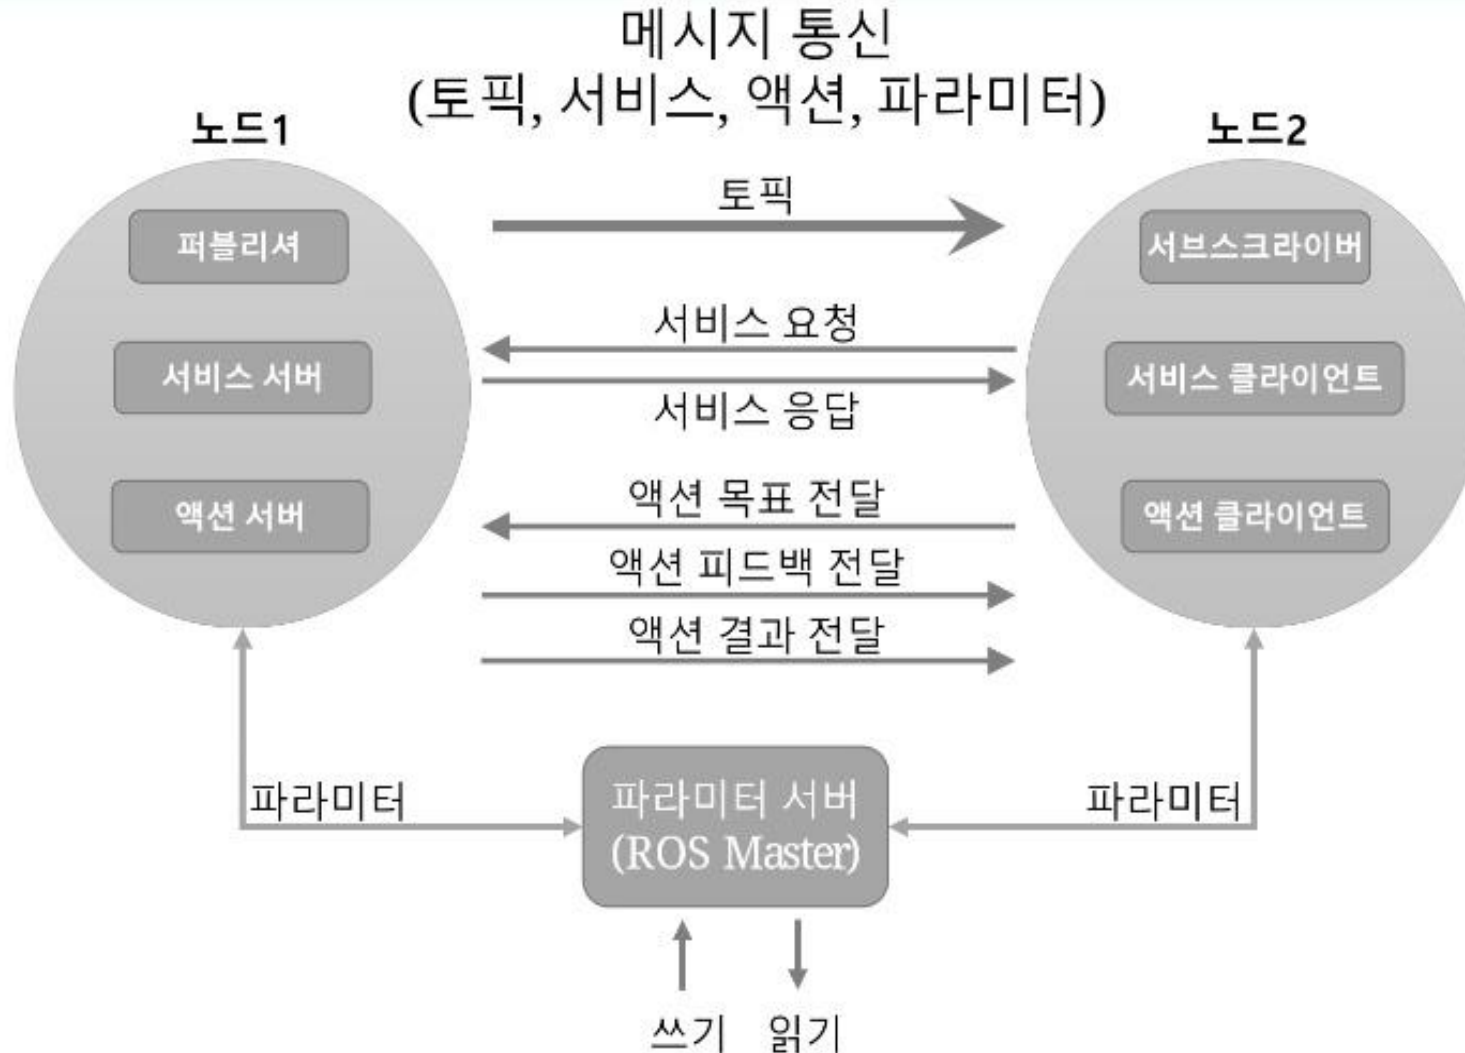 메시지 통신
(토픽, 서비스, 액션, 파라미터)
노드1
노드2
토픽
퍼블리셔
서브스크라이버
서비스 요청
서비스 서버
서비스 클라이언트
서비스 응답
액션 목표 전달
액션 서버
액션 클라이언트
액션 피드백 전달
액션 결과 전달
파라미터
파라미터 서버
(ROS Master)
파라미터
쓰기 읽기